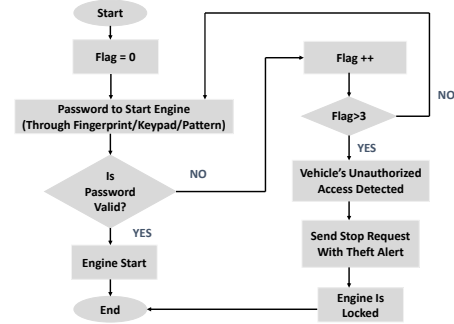 Start
Flag = 0
Password to Start Engine
(Through Fingerprint/Keypad/Pattern)
Is
Password
Valid?
NO
YES
Engine Start
End
Flag ++
Flag>3
NO
YES
Vehicle's Unauthorized
Access Detected
Send Stop Request
With Theft Alert
Engine Is
Locked